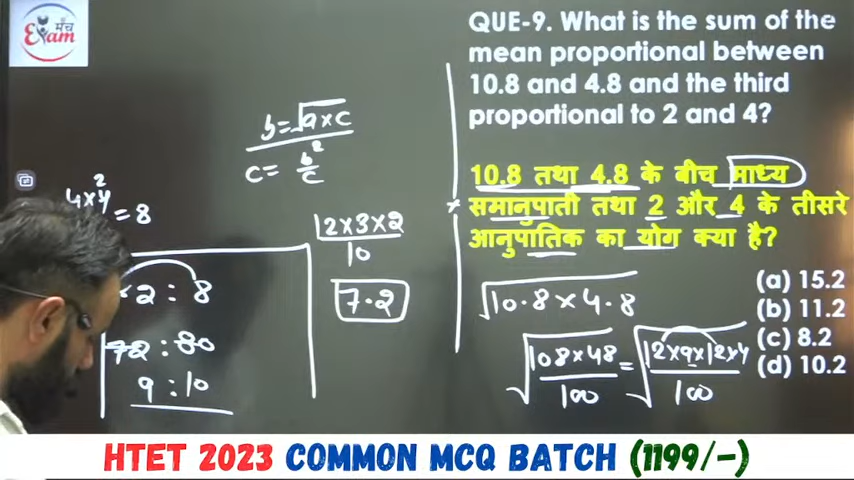 मंच
Exam
QUE-9. What is the sum of the
mean proportional between
10.8 and 4.8 and the third
proportional to 2 and 4?
10.8 तथा 4.8 के बीच माध्य
समानुपाती तथा 2 और 4 के तीसरे
आनुपातिक का योग क्या है?
(a) 15.2
(b) 11.2
(c) 8.2
(d) 10.2
b=√a×c
c= b²/c
4×4² = 8
2 : 8
72 : 80
9 : 10
12×3×2
10
7.2
√10.8×4.8
√108×48/100 = √12×9×12×4/100
HTET 2023 COMMON MCQ BATCH (1199/-)